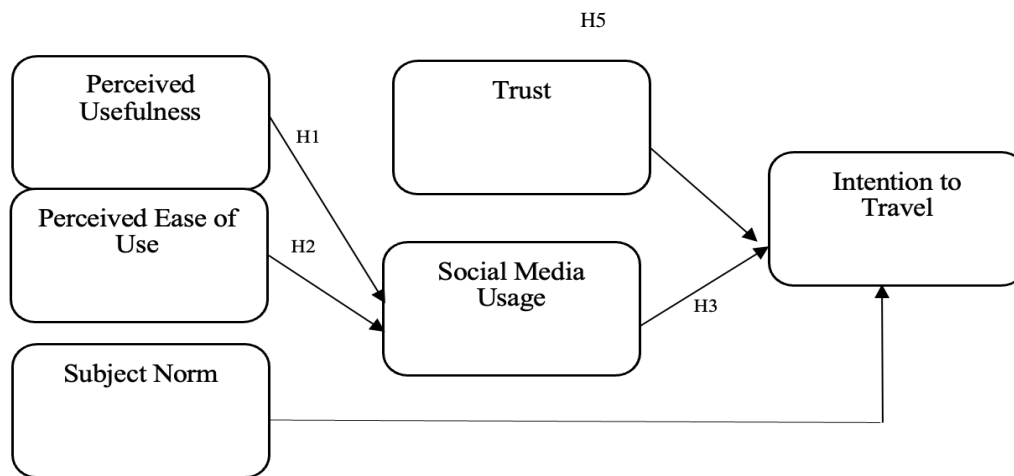 H5
Perceived
Usefulness
Trust
H1
Intention to
Travel
Perceived Ease of
Use
H2
Social Media
Usage
H3
Subject Norm